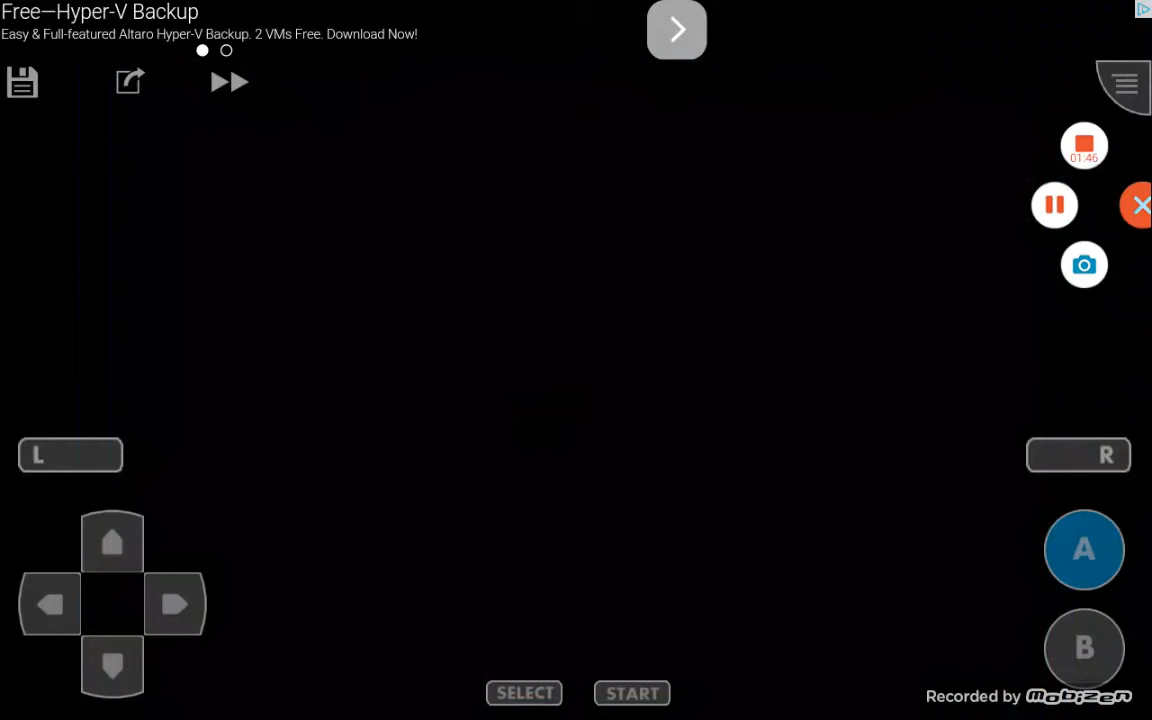 Free—Hyper-V Backup
Easy & Full-featured Altaro Hyper-V Backup. 2 VMs Free. Download Now!
01:46
L
R
A
B
SELECT
START
Recorded by mobizen